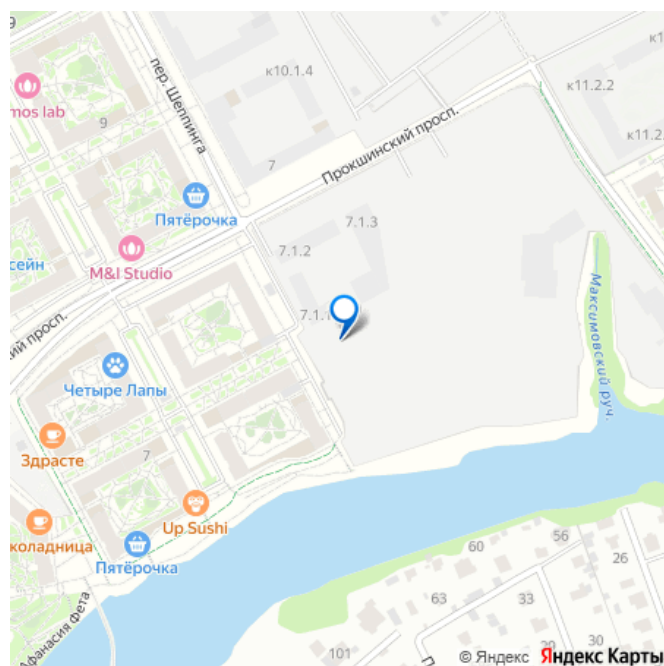 9
mos lab
9
пер. Шеппинга
к10.1.4
к11.2.2
к11.2.
7
Прокшинский просп.
Пятёрочка
7.1.3
7.1.2
сейн
M&I Studio
7.1.1
ий просп.
Максимовский руч.
Четыре Лапы
Здрасте
7
Up Sushi
коладница
Пятёрочка
56
60
26
63
33
30
101
Афанасия Фета
© Яндекс Яндекс Карты